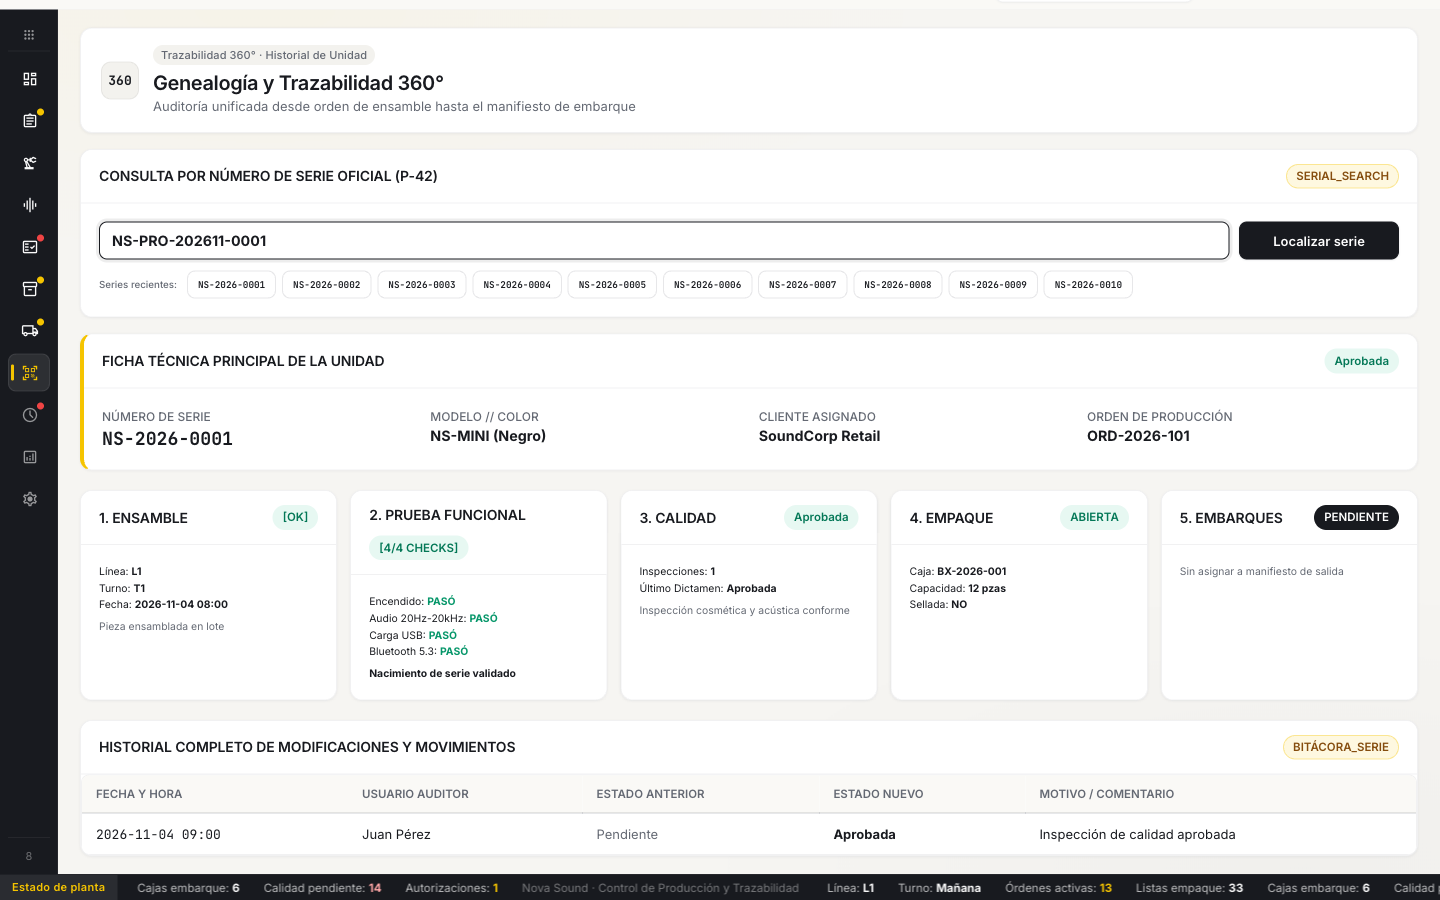 360
Trazabilidad 360° · Historial de Unidad
Genealogía y Trazabilidad 360°
Auditoría unificada desde orden de ensamble hasta el manifiesto de embarque
CONSULTA POR NÚMERO DE SERIE OFICIAL (P-42)
SERIAL_SEARCH
NS-PRO-202611-0001
Localizar serie
Series recientes: NS-2026-0001 NS-2026-0002 NS-2026-0003 NS-2026-0004 NS-2026-0005 NS-2026-0006 NS-2026-0007 NS-2026-0008 NS-2026-0009 NS-2026-0010
FICHA TÉCNICA PRINCIPAL DE LA UNIDAD
Aprobada
NÚMERO DE SERIE
NS-2026-0001
MODELO // COLOR
NS-MINI (Negro)
CLIENTE ASIGNADO
SoundCorp Retail
ORDEN DE PRODUCCIÓN
ORD-2026-101
1. ENSAMBLE
[OK]
Línea: L1
Turno: T1
Fecha: 2026-11-04 08:00
Pieza ensamblada en lote
2. PRUEBA FUNCIONAL
[4/4 CHECKS]
Encendido: PASÓ
Audio 20Hz-20kHz: PASÓ
Carga USB: PASÓ
Bluetooth 5.3: PASÓ
Nacimiento de serie validado
3. CALIDAD
Aprobada
Inspecciones: 1
Último Dictamen: Aprobada
Inspección cosmética y acústica conforme
4. EMPAQUE
ABIERTA
Caja: BX-2026-001
Capacidad: 12 pzas
Sellada: NO
5. EMBARQUES
PENDIENTE
Sin asignar a manifiesto de salida
HISTORIAL COMPLETO DE MODIFICACIONES Y MOVIMIENTOS
BITÁCORA_SERIE
FECHA Y HORA USUARIO AUDITOR ESTADO ANTERIOR ESTADO NUEVO MOTIVO / COMENTARIO
2026-11-04 09:00 Juan Pérez Pendiente Aprobada Inspección de calidad aprobada
8
Estado de planta Cajas embarque: 6 Calidad pendiente: 14 Autorizaciones: 1 Nova Sound · Control de Producción y Trazabilidad Línea: L1 Turno: Mañana Órdenes activas: 13 Listas empaque: 33 Cajas embarque: 6 Calidad